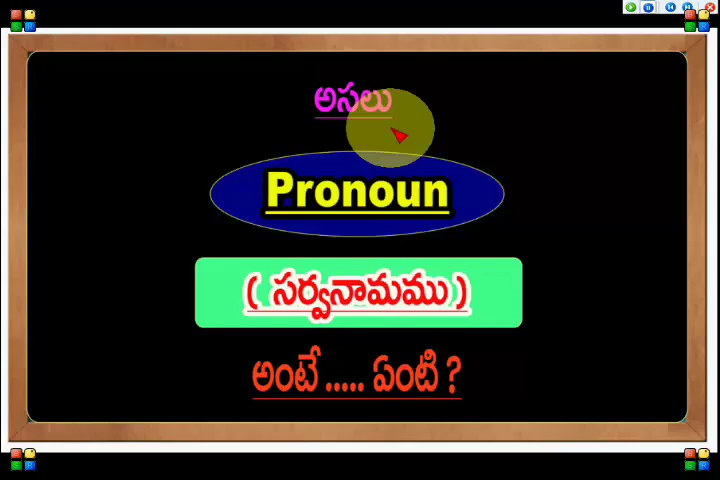 అసలు
Pronoun
( సర్వనామము )
అంటే ..... ఏంటి ?